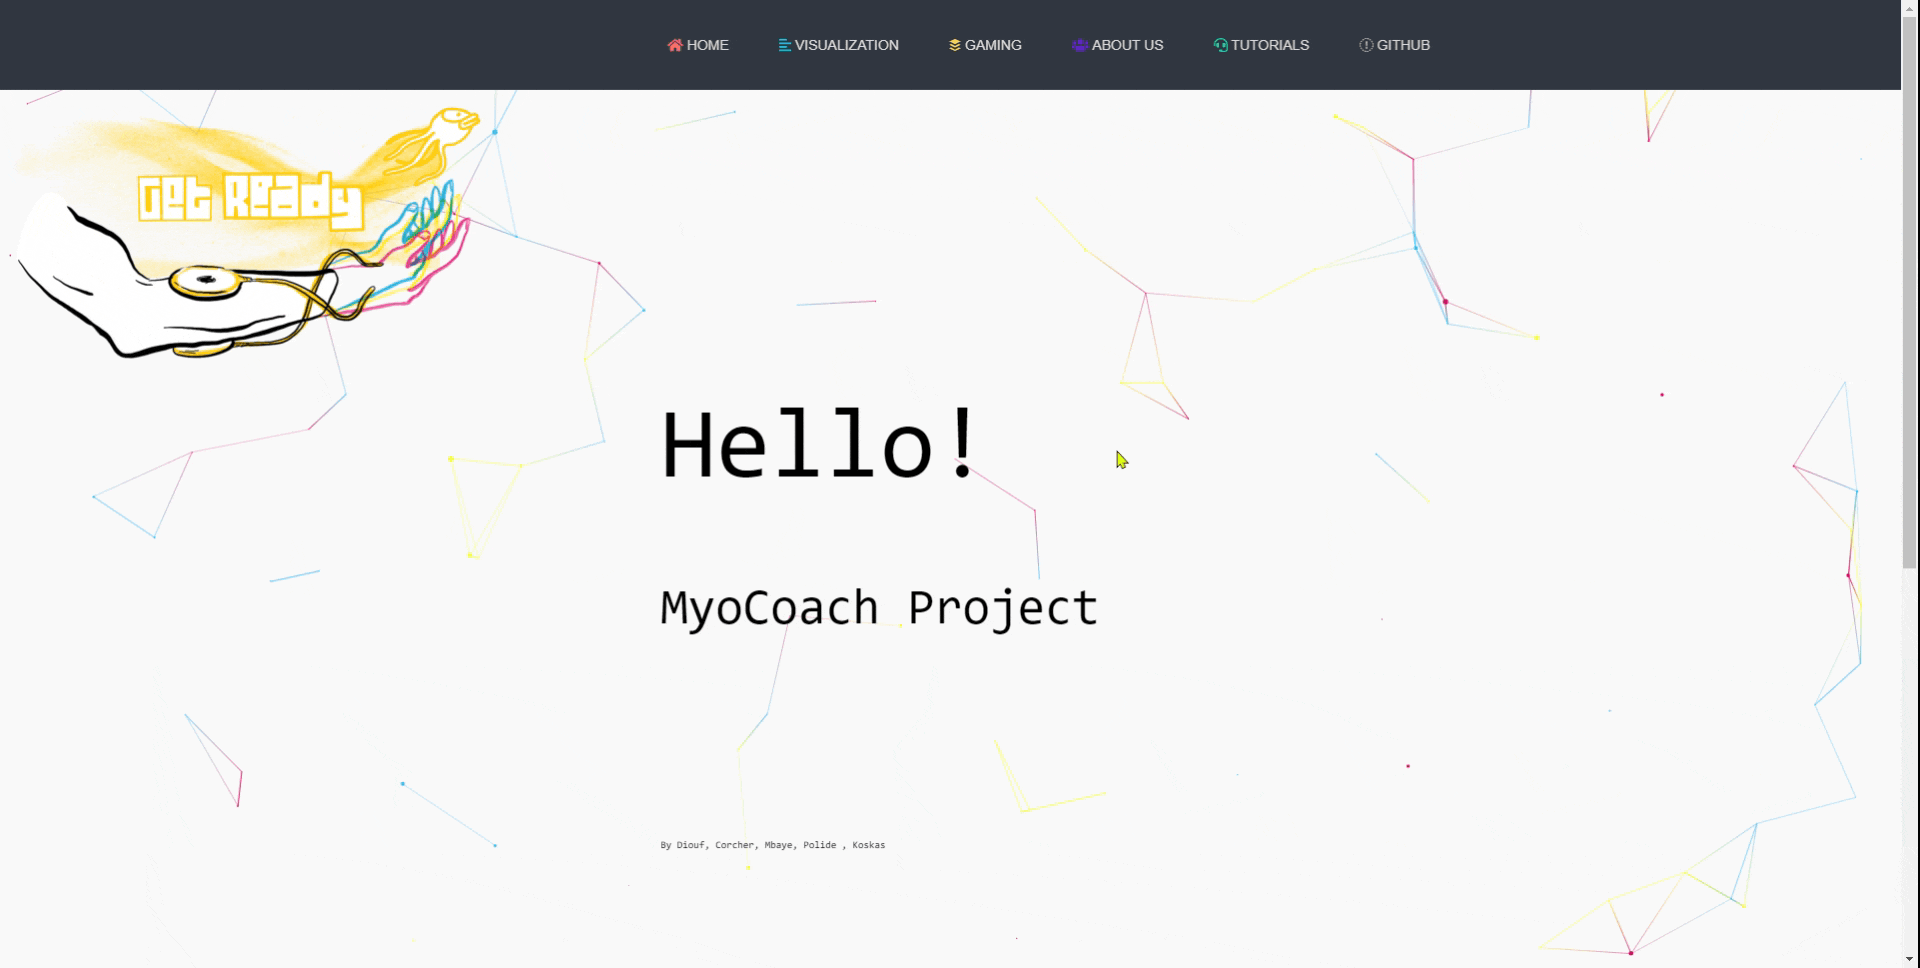 HOME VISUALIZATION GAMING ABOUT US TUTORIALS GITHUB
Get Ready
Hello!
MyoCoach Project
By Diouf, Corcher, Mbaye, Polide , Koskas